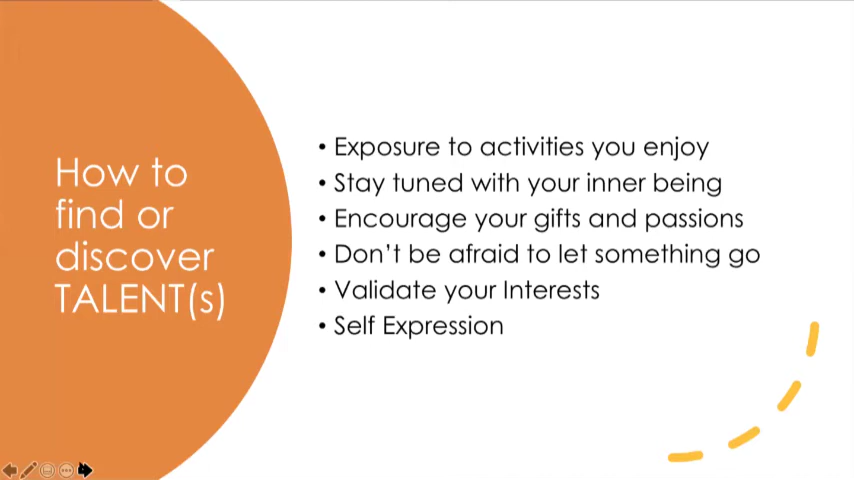 How to
find or
discover
TALENT(s)
• Exposure to activities you enjoy
• Stay tuned with your inner being
• Encourage your gifts and passions
• Don't be afraid to let something go
• Validate your Interests
• Self Expression